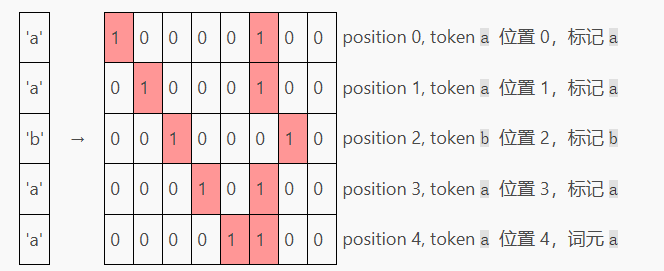 'a' 1 0 0 0 0 1 0 0 position 0, token a 位置 0，标记 a
'a' 0 1 0 0 0 1 0 0 position 1, token a 位置 1，标记 a
'b' → 0 0 1 0 0 0 1 0 position 2, token b 位置 2，标记 b
'a' 0 0 0 1 0 1 0 0 position 3, token a 位置 3，标记 a
'a' 0 0 0 0 1 1 0 0 position 4, token a 位置 4，词元 a